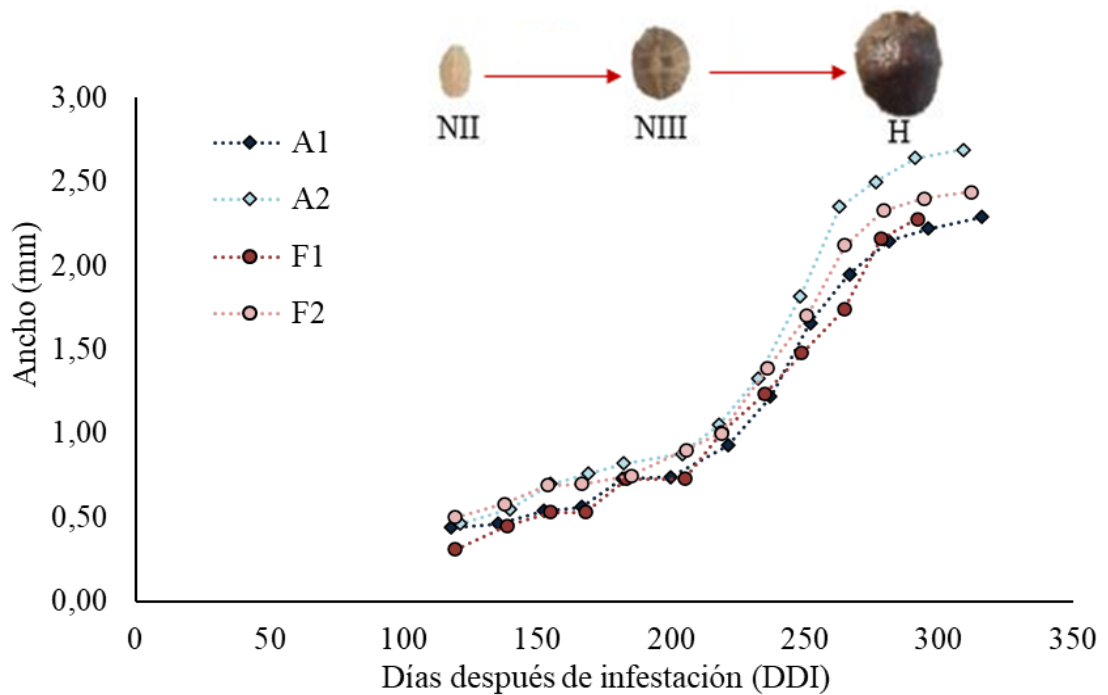 NII
NIII
H
3,00
2,50
2,00
1,50
1,00
0,50
0,00
Ancho (mm)
A1
A2
F1
F2
0 50 100 150 200 250 300 350
Días después de infestación (DDI)